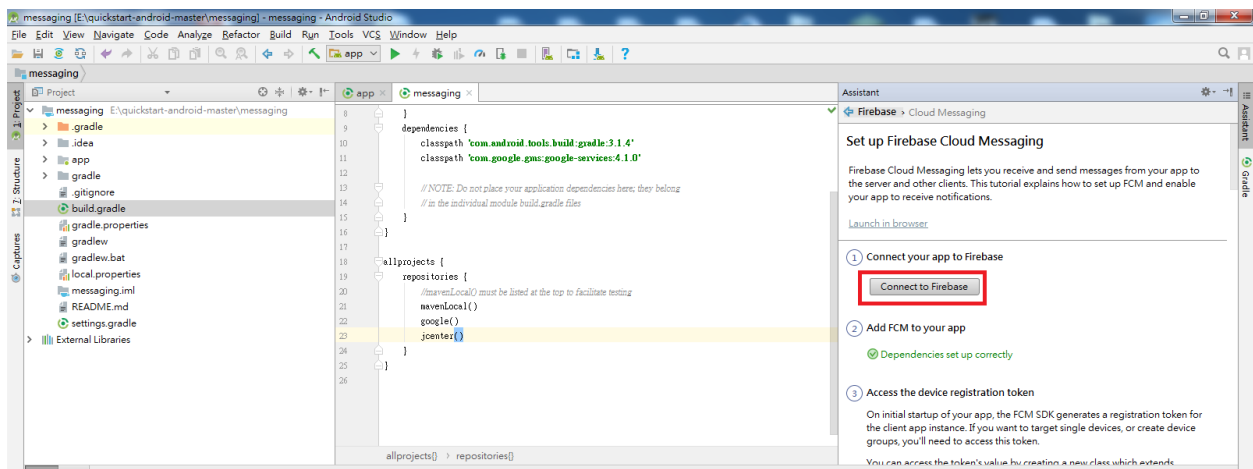 messaging [E:\quickstart-android-master\messaging] - messaging - Android Studio
File Edit View Navigate Code Analyze Refactor Build Run Tools VCS Window Help
app
messaging
Project
app
messaging
Assistant
1: Project
Z: Structure
Captures
messaging E:\quickstart-android-master\messaging
.gradle
.idea
app
gradle
.gitignore
build.gradle
gradle.properties
gradlew
gradlew.bat
local.properties
messaging.iml
README.md
settings.gradle
External Libraries
8 }
9 dependencies {
10 classpath 'com.android.tools.build:gradle:3.1.4'
11 classpath 'com.google.gms:google-services:4.1.0'
12
13 // NOTE: Do not place your application dependencies here; they belong
14 // in the individual module build.gradle files
15 }
16 }
17
18 allprojects {
19 repositories {
20 //mavenLocal() must be listed at the top to facilitate testing
21 mavenLocal()
22 google()
23 jcenter()
24 }
25 }
26
allprojects{} › repositories{}
Firebase › Cloud Messaging
Set up Firebase Cloud Messaging
Firebase Cloud Messaging lets you receive and send messages from your app to
the server and other clients. This tutorial explains how to set up FCM and enable
your app to receive notifications.
Launch in browser
1 Connect your app to Firebase
Connect to Firebase
2 Add FCM to your app
Dependencies set up correctly
3 Access the device registration token
On initial startup of your app, the FCM SDK generates a registration token for
the client app instance. If you want to target single devices, or create device
groups, you'll need to access this token.
You can access the token's value by creating a new class which extends
Assistant
Gradle